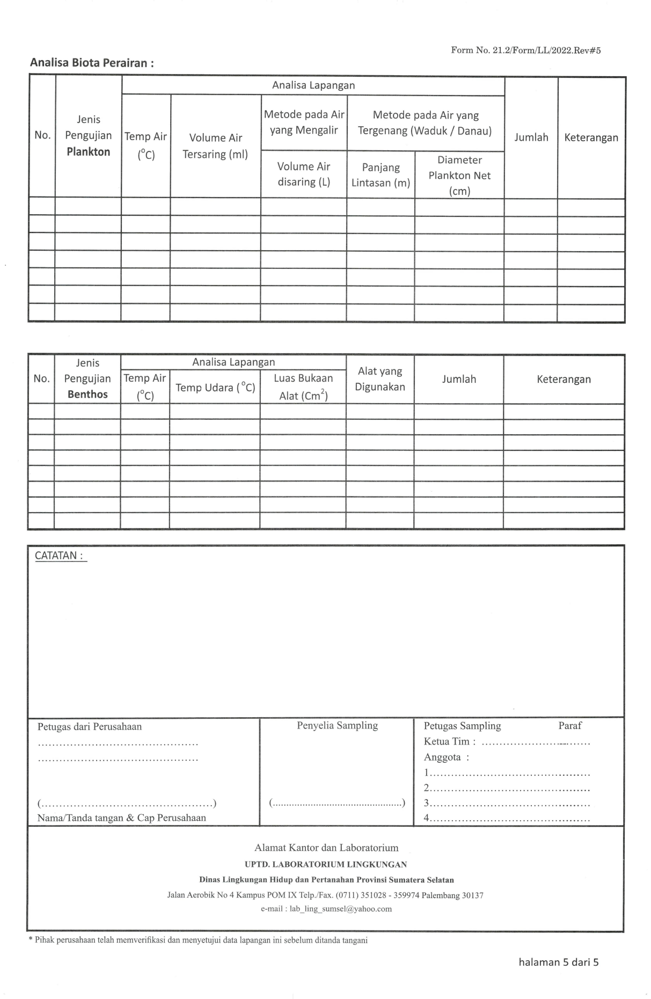 Form No. 21.2/Form/LL/2022.Rev#5
Analisa Biota Perairan :
No.
Jenis
Pengujian
Plankton
Analisa Lapangan
Temp Air
(°C)
Volume Air
Tersaring (ml)
Metode pada Air
yang Mengalir
Volume Air
disaring (L)
Metode pada Air yang
Tergenang (Waduk / Danau)
Panjang
Lintasan (m)
Diameter
Plankton Net
(cm)
Jumlah
Keterangan
No.
Jenis
Pengujian
Benthos
Analisa Lapangan
Temp Air
(°C)
Temp Udara (°C)
Luas Bukaan
Alat (Cm²)
Alat yang
Digunakan
Jumlah
Keterangan
CATATAN :
Petugas dari Perusahaan
.............................................
.............................................
(................................................)
Nama/Tanda tangan & Cap Perusahaan
Penyelia Sampling
(................................................)
Petugas Sampling Paraf
Ketua Tim : ...............................
Anggota :
1.............................................
2.............................................
3.............................................
4.............................................
Alamat Kantor dan Laboratorium
UPTD. LABORATORIUM LINGKUNGAN
Dinas Lingkungan Hidup dan Pertanahan Provinsi Sumatera Selatan
Jalan Aerobik No 4 Kampus POM IX Telp./Fax. (0711) 351028 - 359974 Palembang 30137
e-mail : lab_ling_sumsel@yahoo.com
* Pihak perusahaan telah memverifikasi dan menyetujui data lapangan ini sebelum ditanda tangani
halaman 5 dari 5